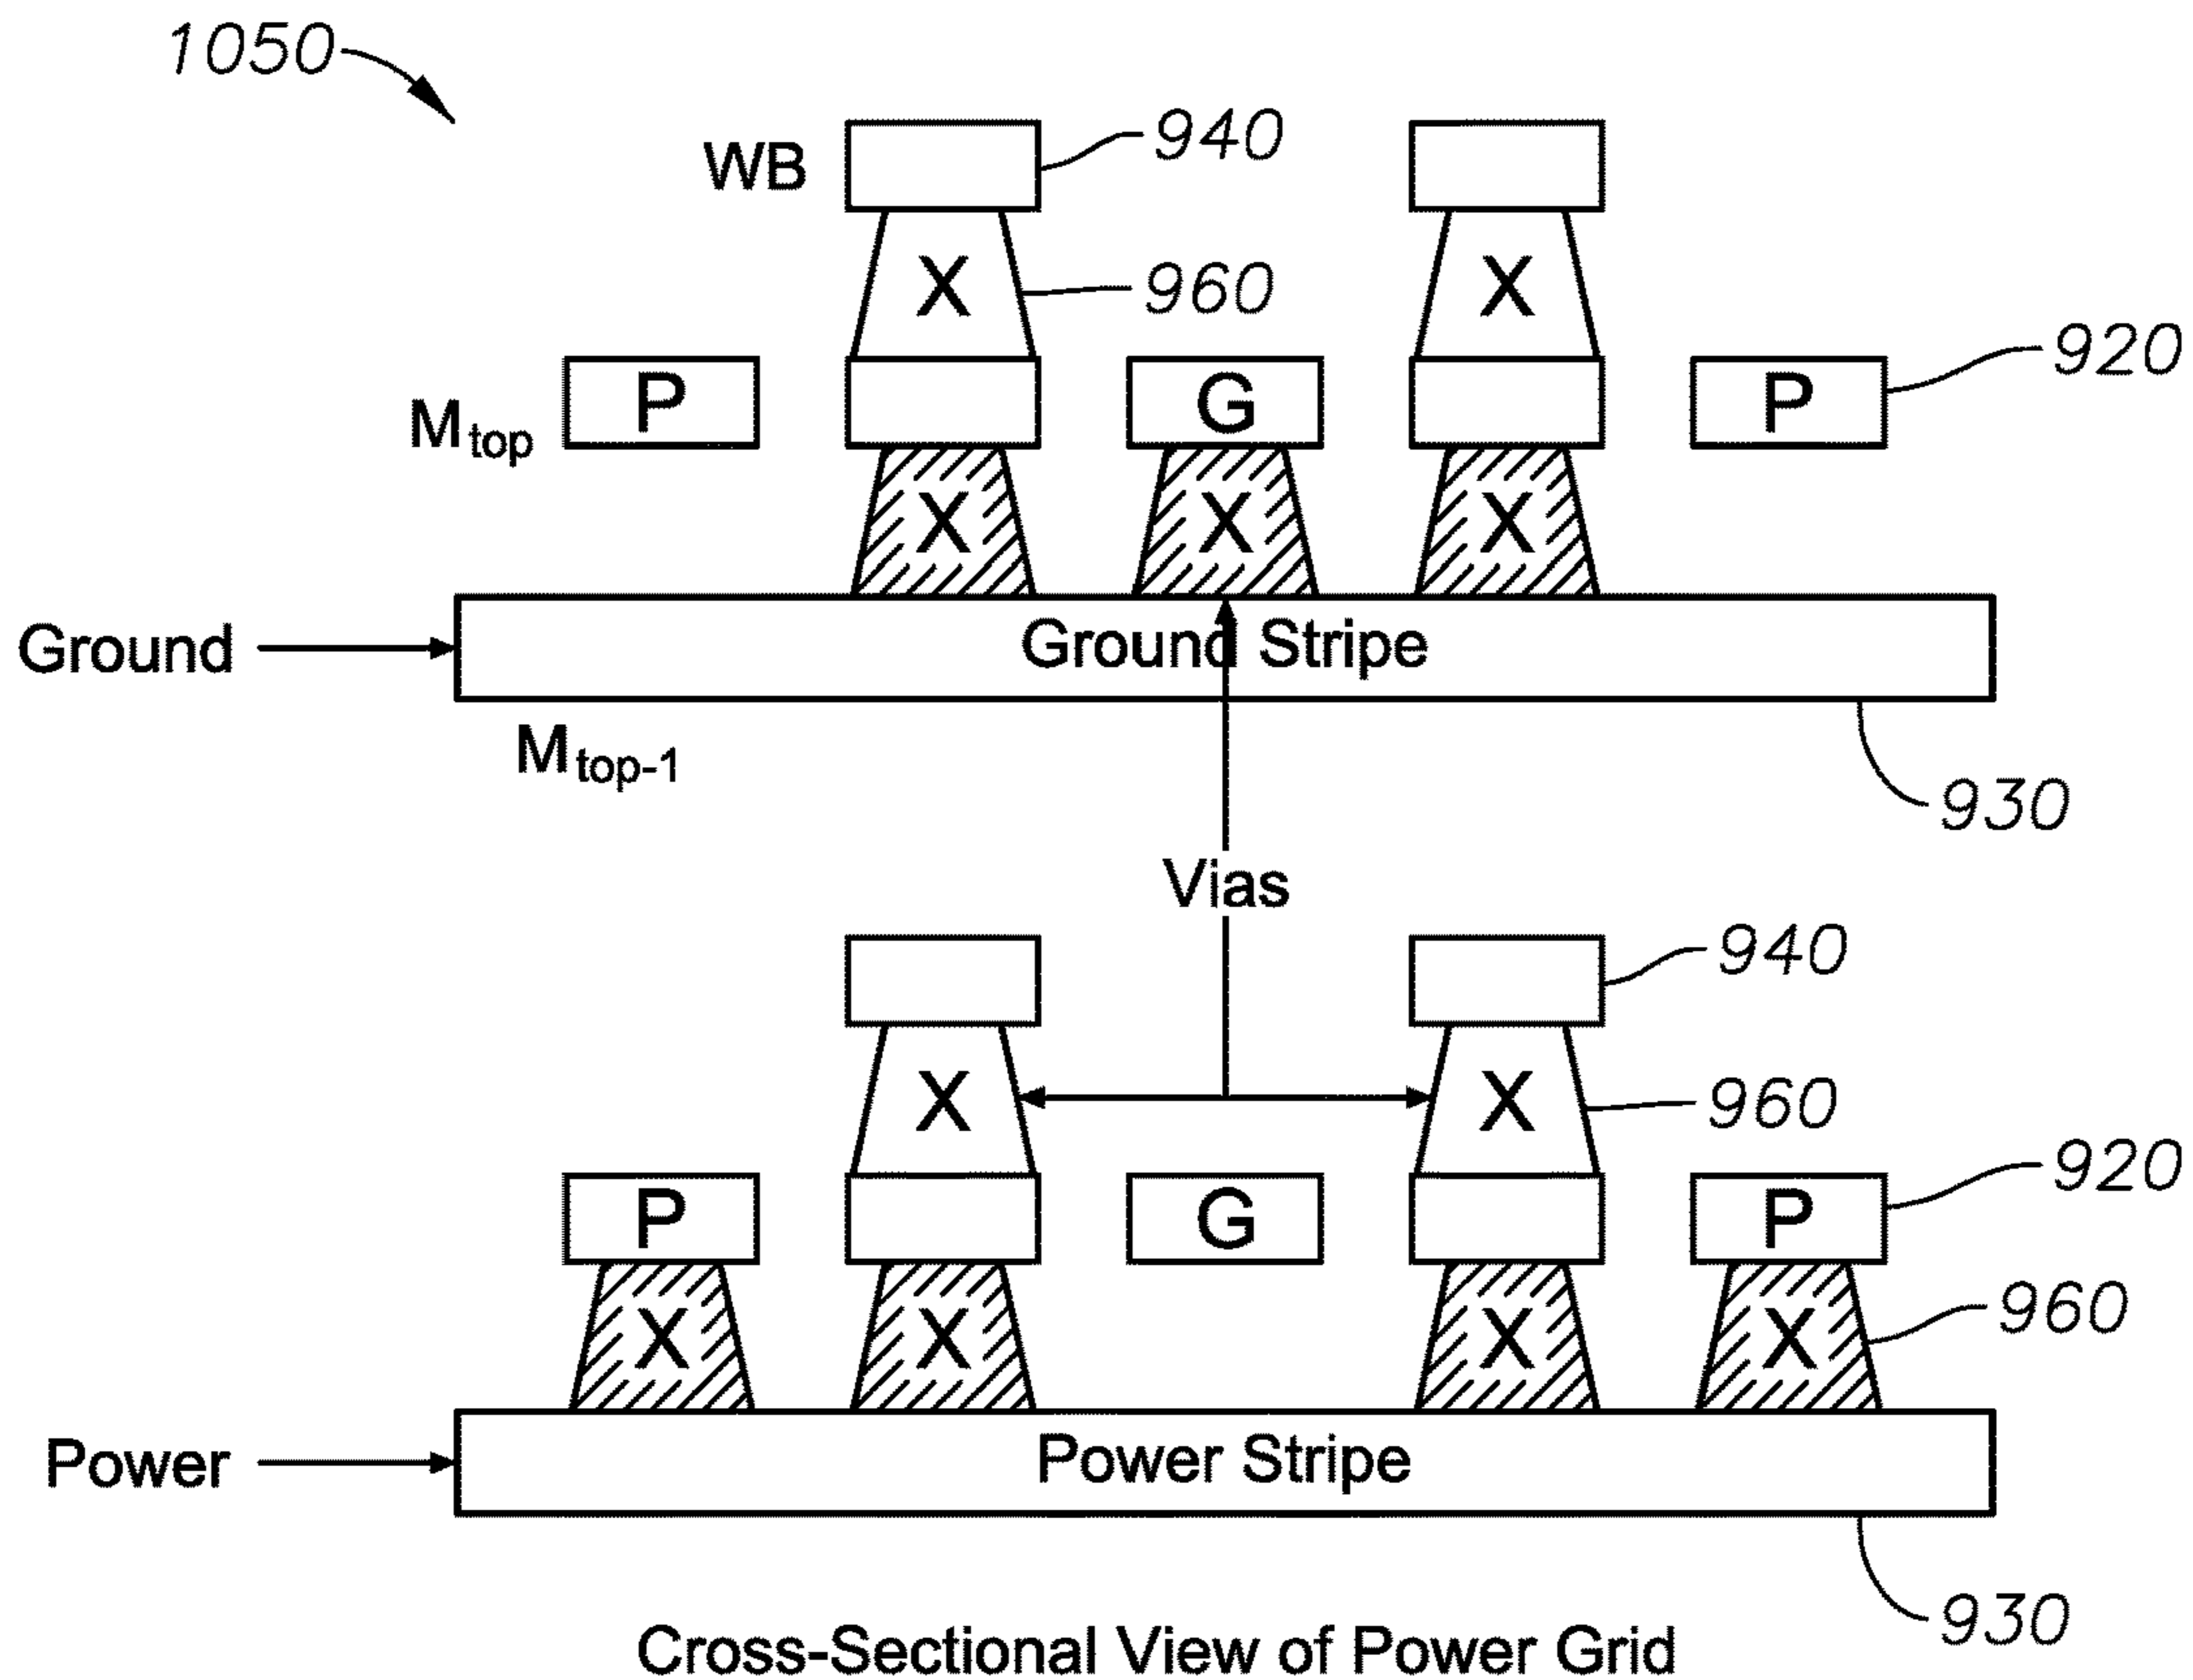 1050
WB
940
X
X
960
920
P
G
P
M top
X
X
X
Ground
Ground Stripe
M top-1
930
Vias
940
X
X
960
920
P
G
P
X
X
X
X
960
Power
Power Stripe
930
Cross-Sectional View of Power Grid